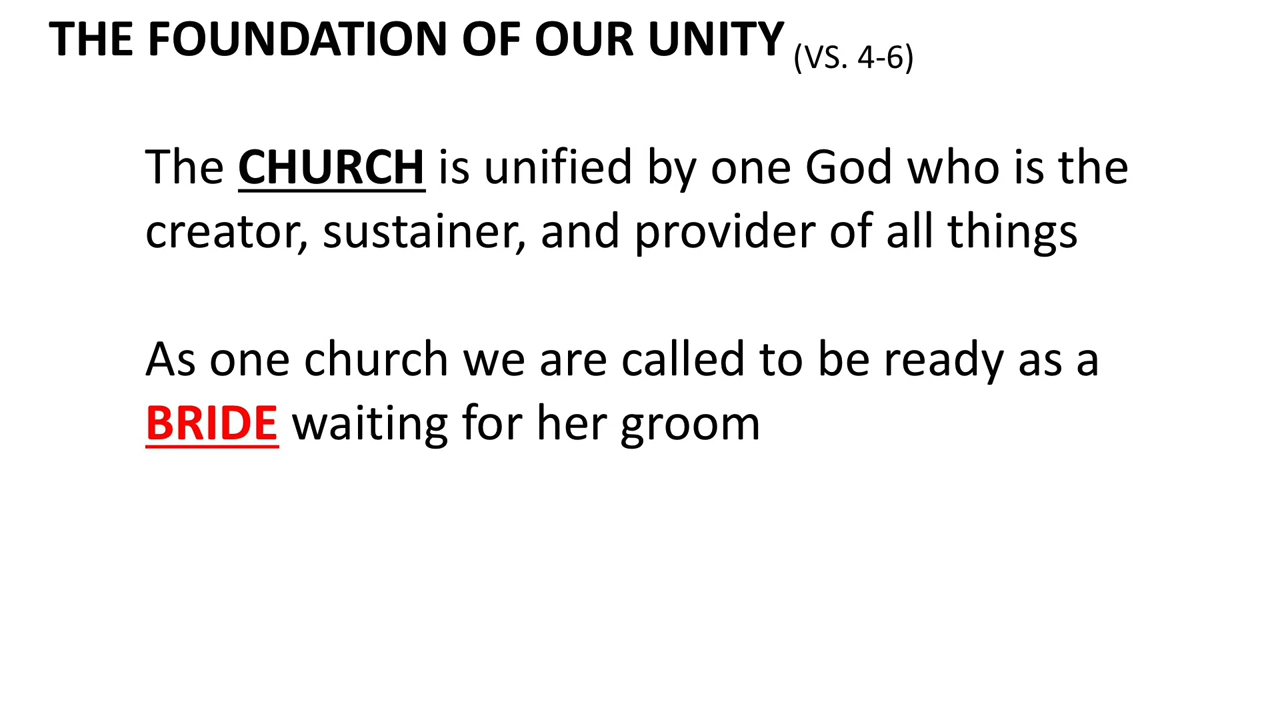 THE FOUNDATION OF OUR UNITY (VS. 4-6)
The CHURCH is unified by one God who is the
creator, sustainer, and provider of all things
As one church we are called to be ready as a
BRIDE waiting for her groom